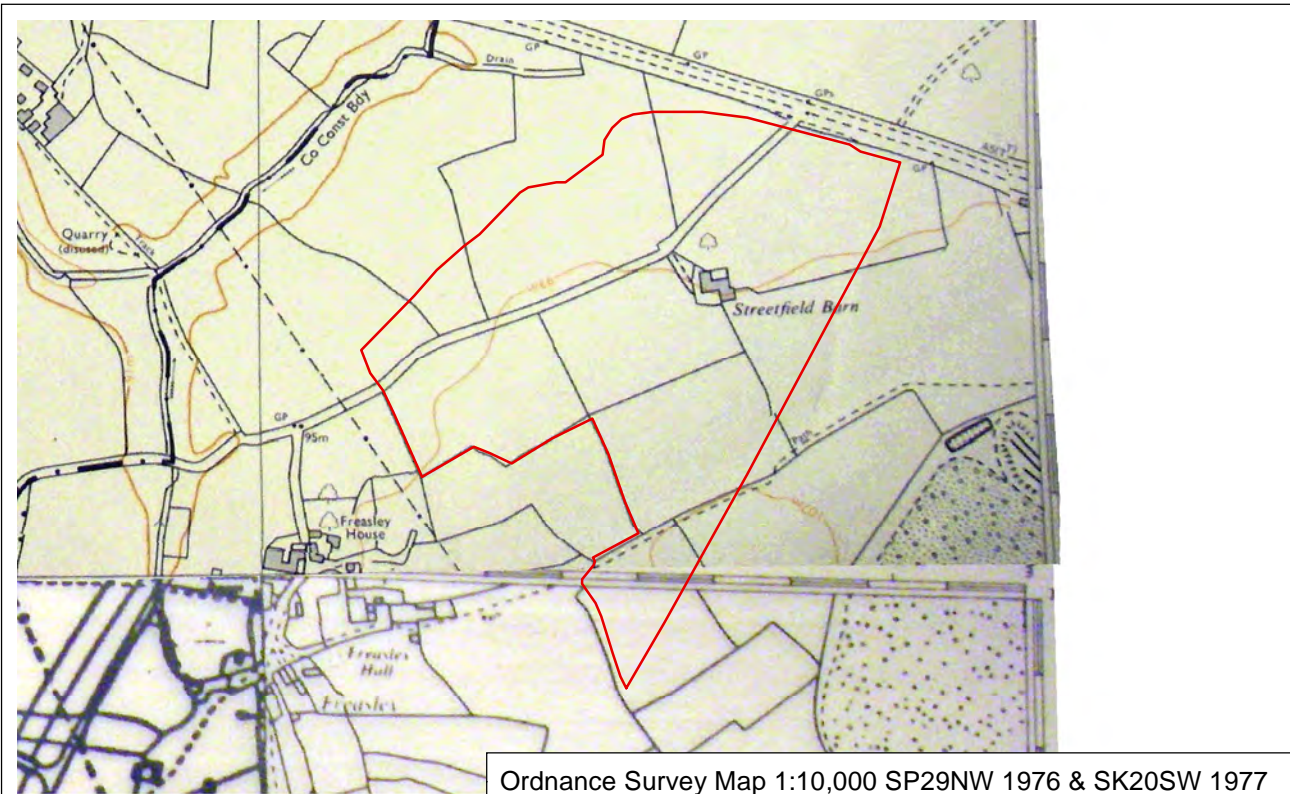 GP
Drain
GP
GPs
Co Const Bdy
A5(T)
GP
Quarry
(disused)
Track
Streetfield Barn
GP
95m
Path
Freasley
House
Freasley
Hall
Freasley
Ordnance Survey Map 1:10,000 SP29NW 1976 & SK20SW 1977